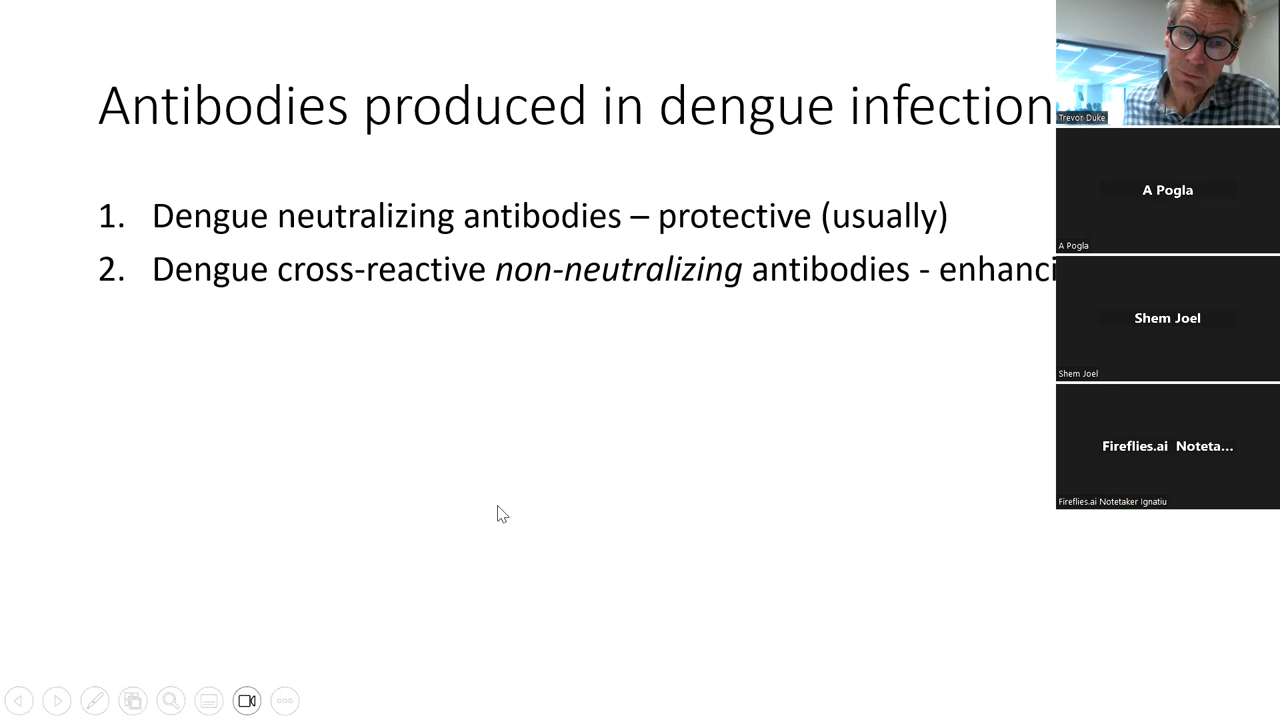 Antibodies produced in dengue infection
1. Dengue neutralizing antibodies – protective (usually)
2. Dengue cross-reactive non-neutralizing antibodies - enhanci
Trevor Duke
A Pogla
A Pogla
Shem Joel
Shem Joel
Fireflies.ai Noteta...
Fireflies.ai Notetaker Ignatiu